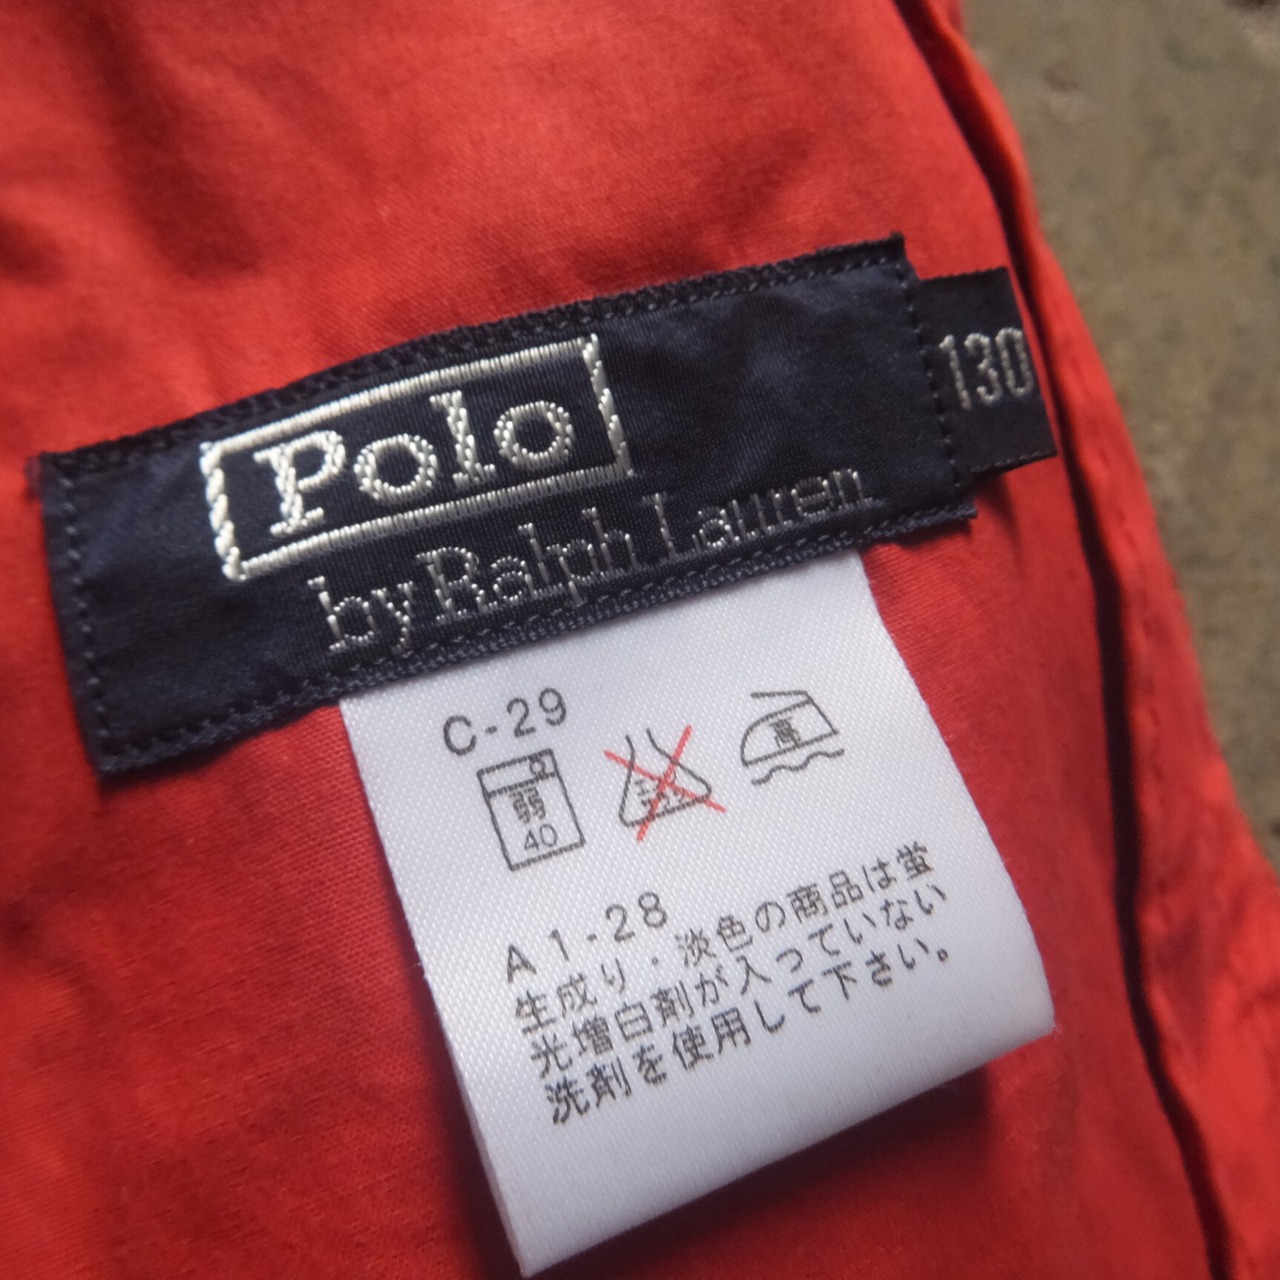 Polo
by Ralph Lauren
130
C-29
弱
40
高
A1-28
生成り・淡色の商品は蛍
光増白剤が入っていない
洗剤を使用して下さい。